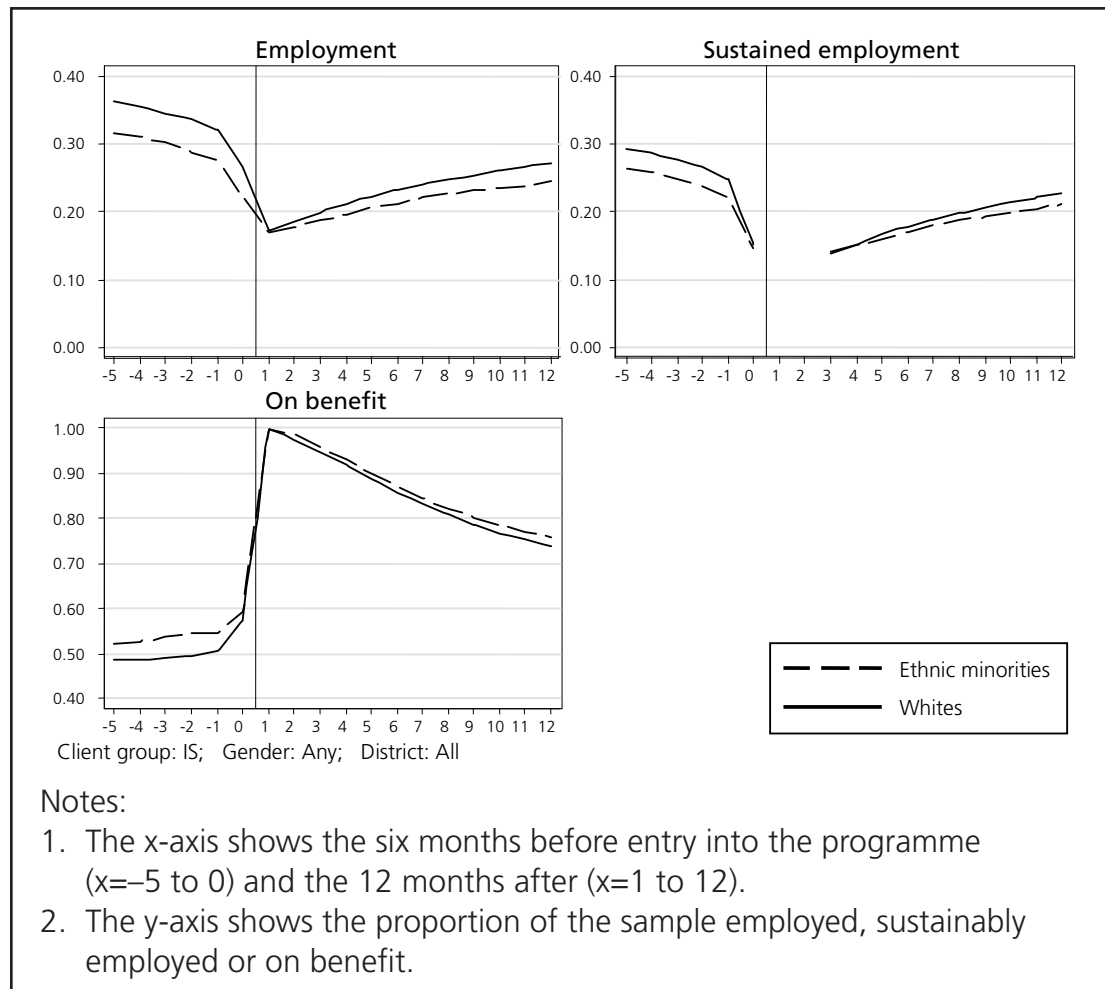 Employment
0.40
0.30
0.20
0.10
0.00
-5 -4 -3 -2 -1 0 1 2 3 4 5 6 7 8 9 10 11 12
Sustained employment
0.40
0.30
0.20
0.10
0.00
-5 -4 -3 -2 -1 0 1 2 3 4 5 6 7 8 9 10 11 12
On benefit
1.00
0.90
0.80
0.70
0.60
0.50
0.40
-5 -4 -3 -2 -1 0 1 2 3 4 5 6 7 8 9 10 11 12
Ethnic minorities
Whites
Client group: IS; Gender: Any; District: All
Notes:
1. The x-axis shows the six months before entry into the programme
(x=–5 to 0) and the 12 months after (x=1 to 12).
2. The y-axis shows the proportion of the sample employed, sustainably
employed or on benefit.